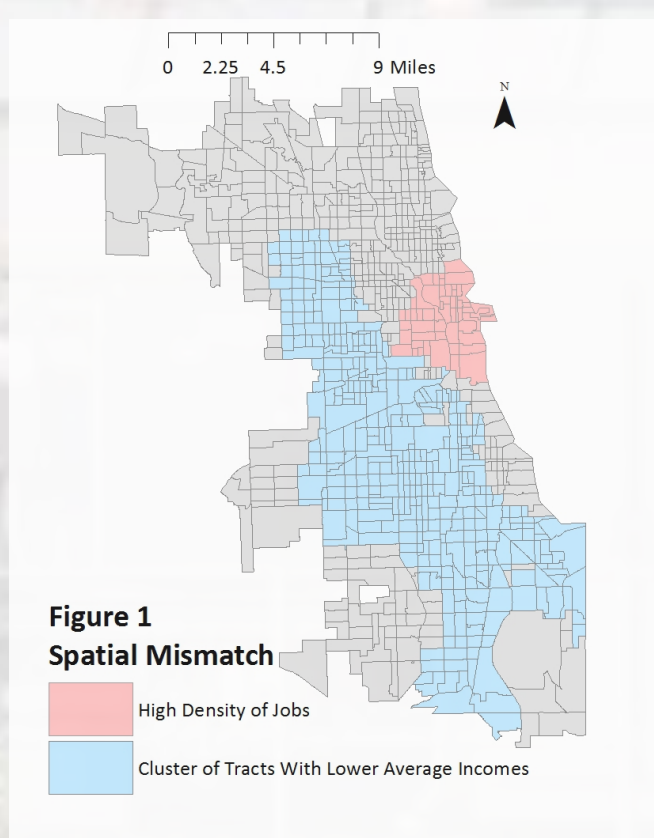 0 2.25 4.5 9 Miles
N
Figure 1
Spatial Mismatch
High Density of Jobs
Cluster of Tracts With Lower Average Incomes